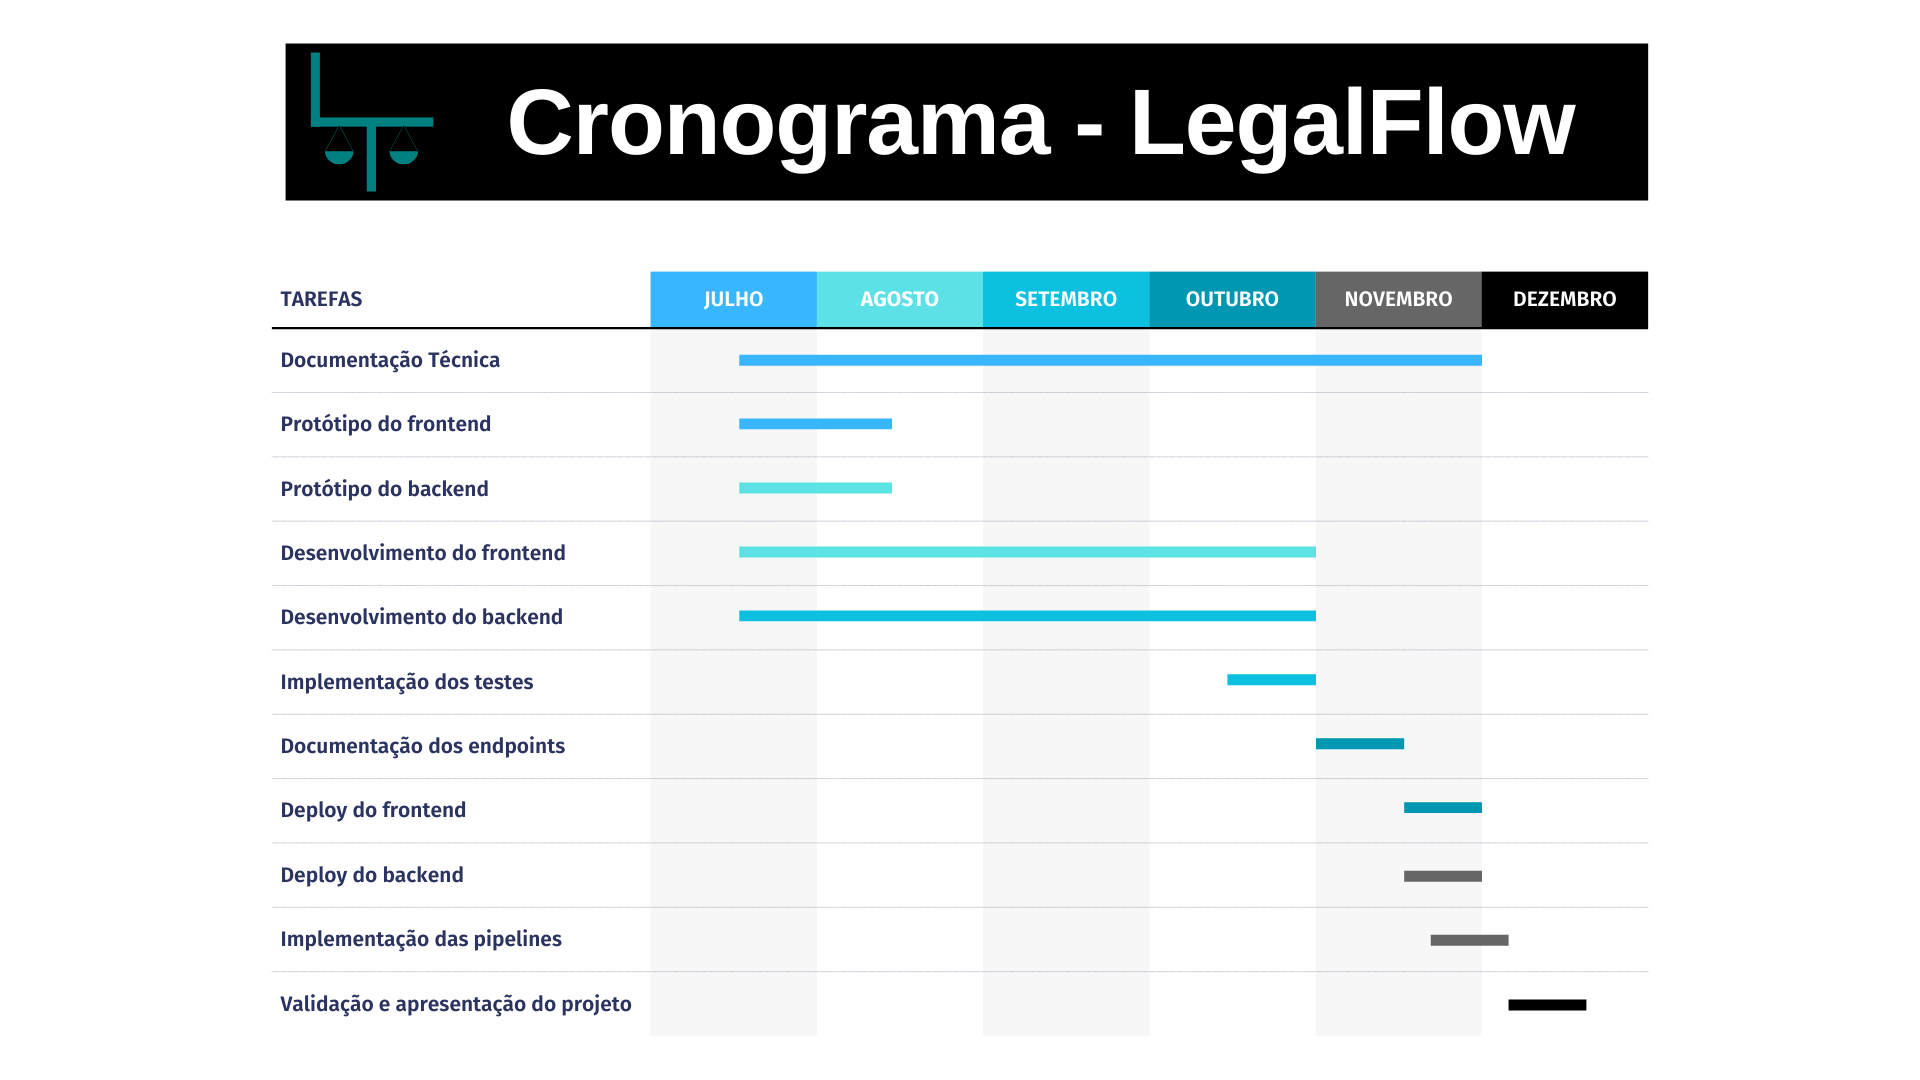 Cronograma - LegalFlow
TAREFAS JULHO AGOSTO SETEMBRO OUTUBRO NOVEMBRO DEZEMBRO
Documentação Técnica
Protótipo do frontend
Protótipo do backend
Desenvolvimento do frontend
Desenvolvimento do backend
Implementação dos testes
Documentação dos endpoints
Deploy do frontend
Deploy do backend
Implementação das pipelines
Validação e apresentação do projeto